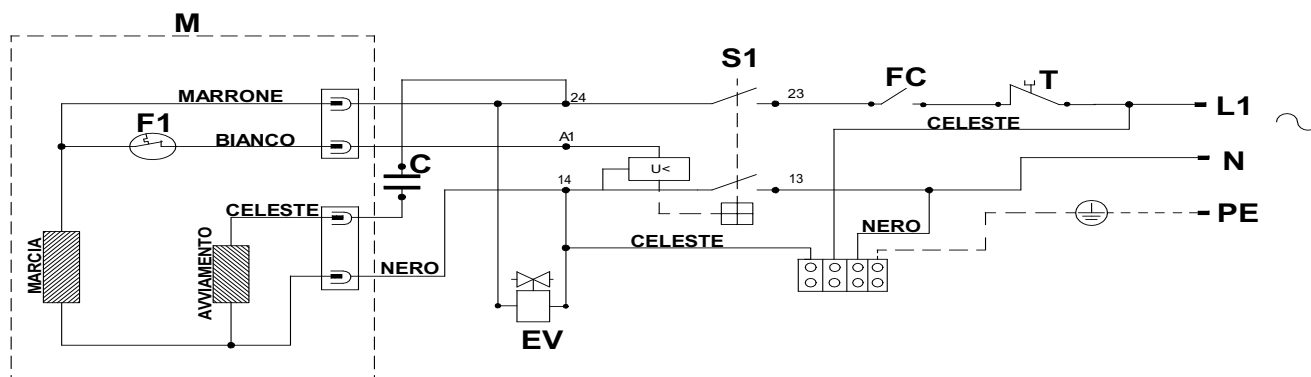 M
S1
FC
T
MARRONE
24
23
L1
F1
CELESTE
BIANCO
A1
C
U<
N
14
13
CELESTE
PE
NERO
CELESTE
NERO
MARCIA
AVVIAMENTO
EV